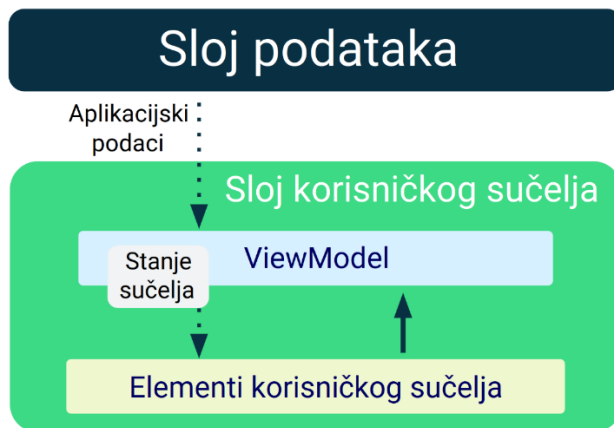 Sloj podataka
Aplikacijski
podaci
Sloj korisničkog sučelja
ViewModel
Stanje
sučelja
Elementi korisničkog sučelja